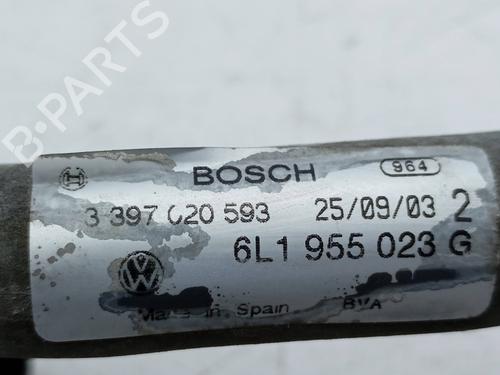 B-PARTS
BOSCH 964
3 397 020 593 25/09/03 2
6L1 955 023 G
Made in Spain BVA